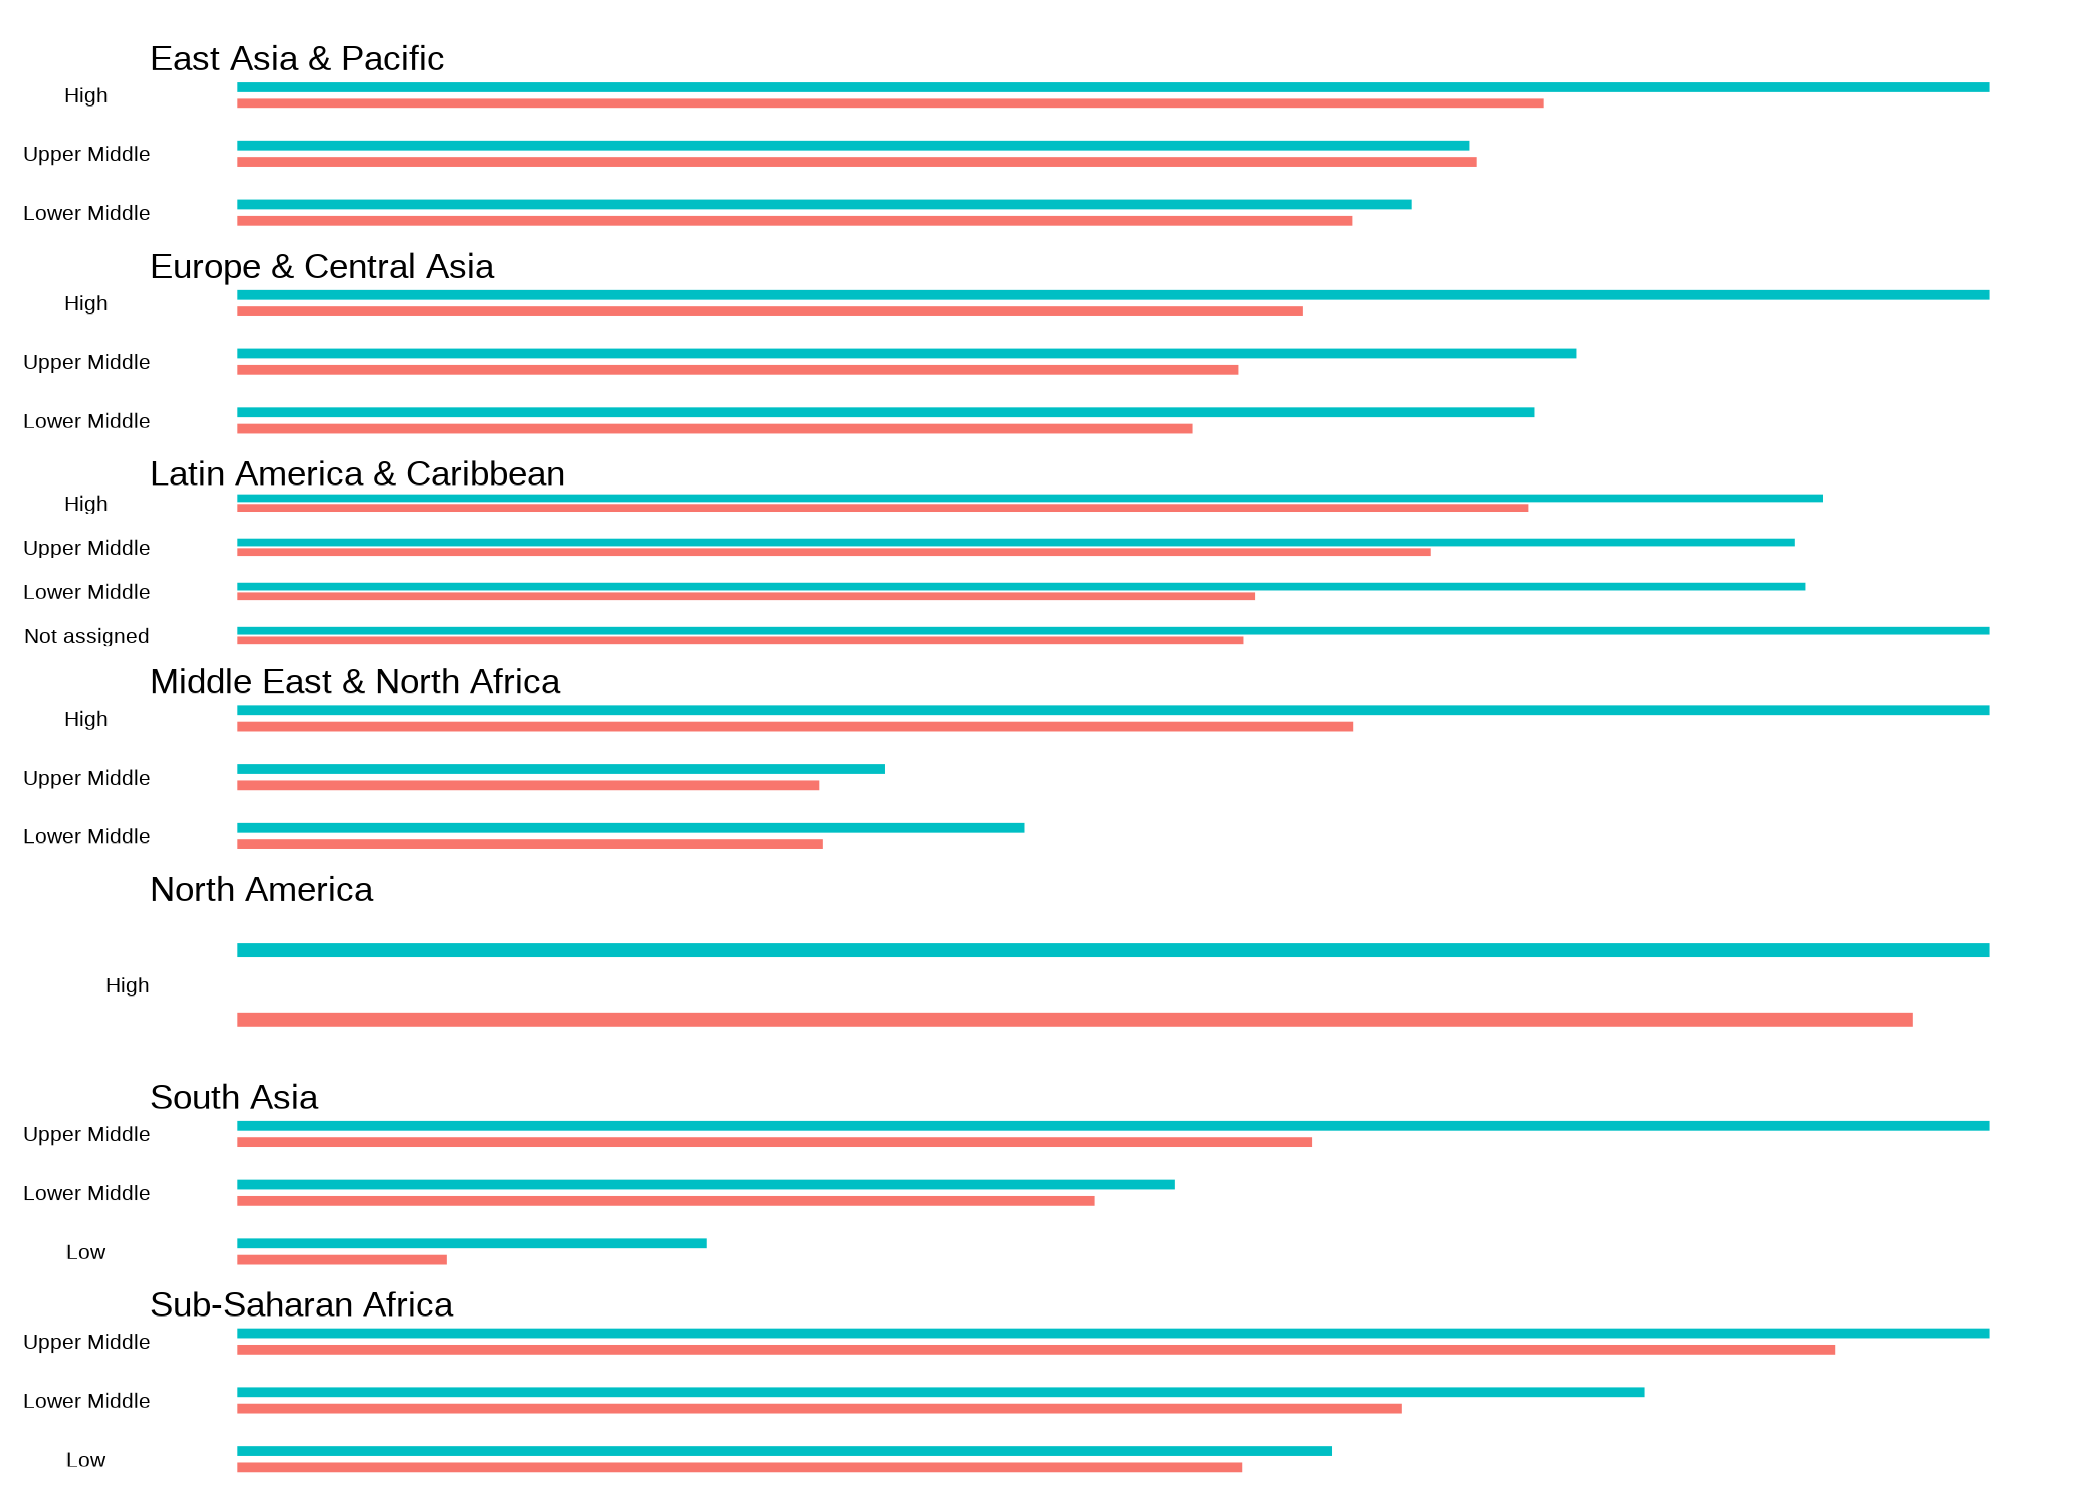 East Asia & Pacific
High
Upper Middle
Lower Middle
Europe & Central Asia
High
Upper Middle
Lower Middle
Latin America & Caribbean
High
Upper Middle
Lower Middle
Not assigned
Middle East & North Africa
High
Upper Middle
Lower Middle
North America
High
South Asia
Upper Middle
Lower Middle
Low
Sub-Saharan Africa
Upper Middle
Lower Middle
Low